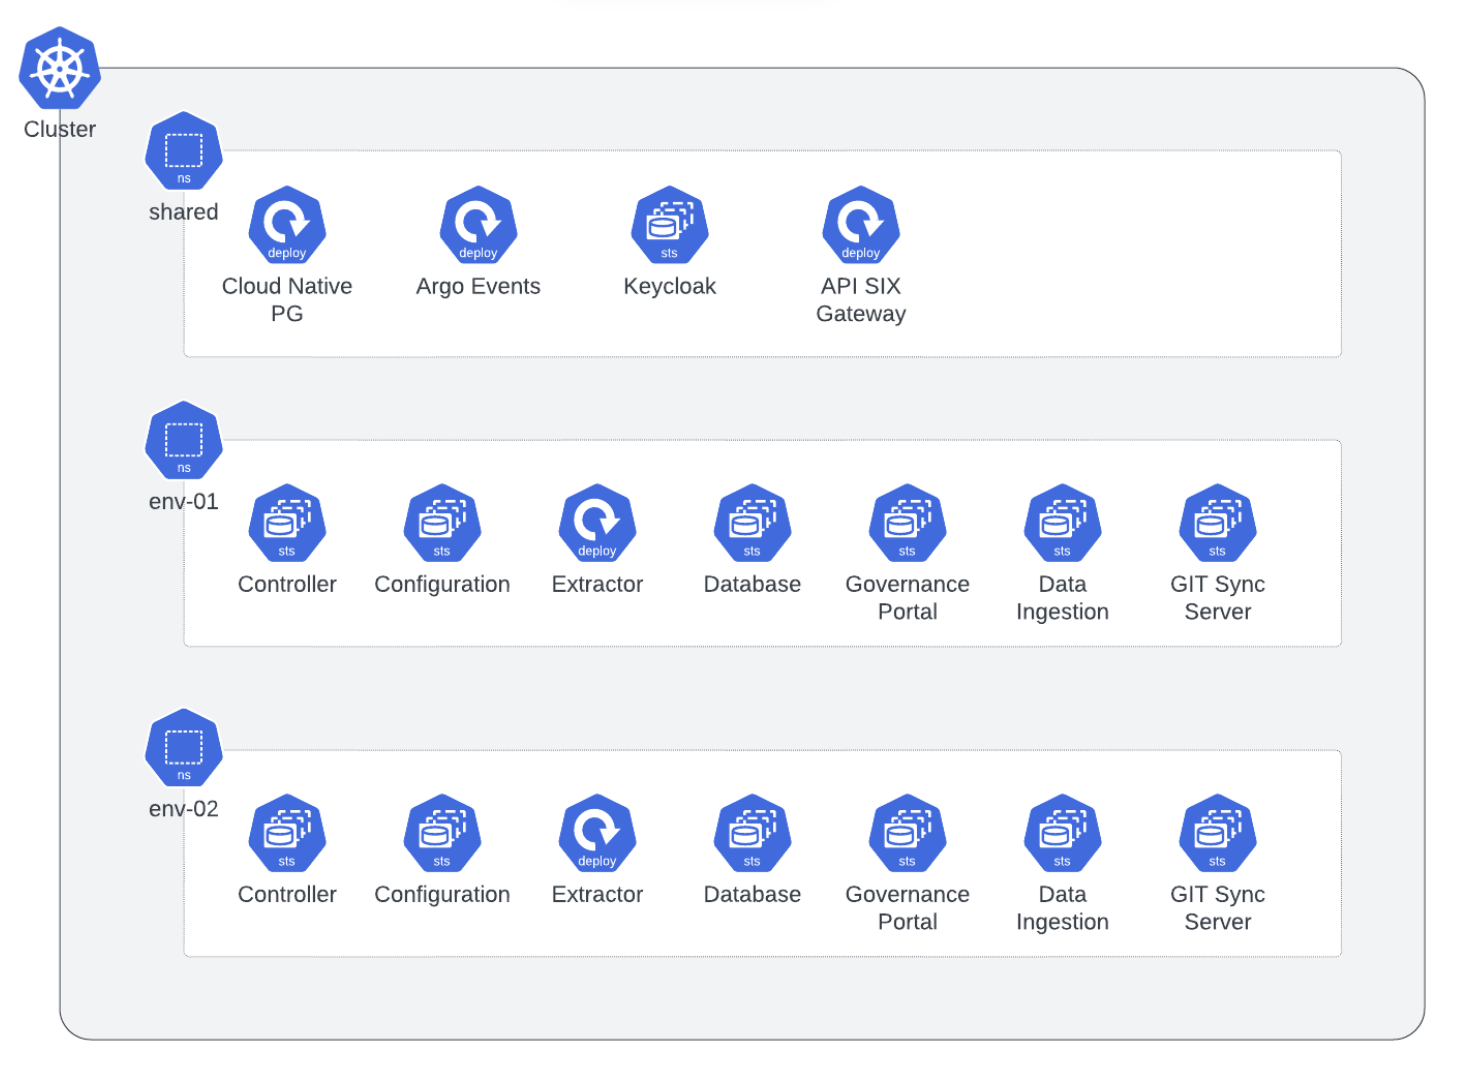 Cluster
ns
shared
deploy
deploy
sts
deploy
Cloud Native
PG
Argo Events
Keycloak
API SIX
Gateway
ns
env-01
sts
sts
deploy
sts
sts
sts
sts
Controller
Configuration
Extractor
Database
Governance
Portal
Data
Ingestion
GIT Sync
Server
ns
env-02
sts
sts
deploy
sts
sts
sts
sts
Controller
Configuration
Extractor
Database
Governance
Portal
Data
Ingestion
GIT Sync
Server